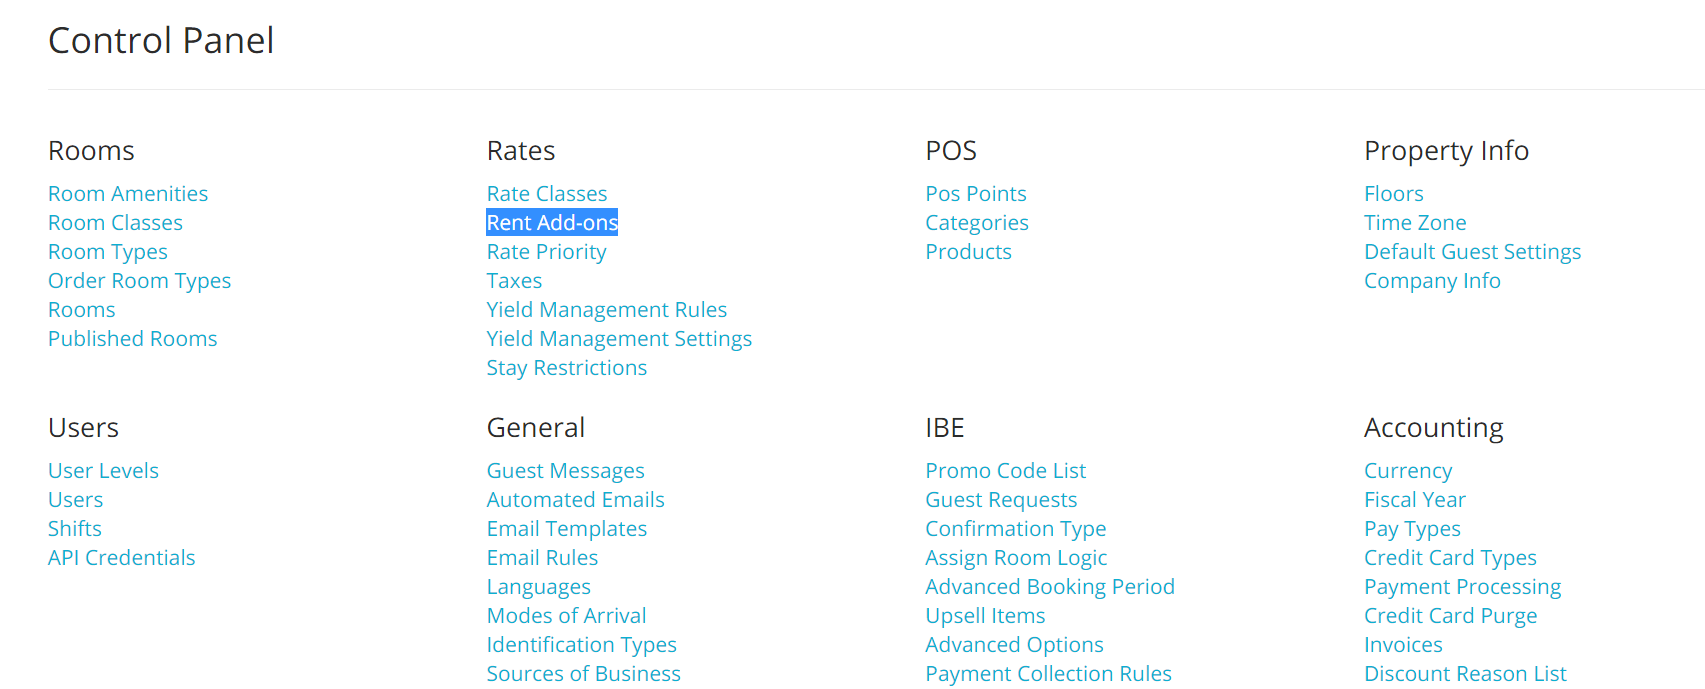 Control Panel
Rooms
Room Amenities
Room Classes
Room Types
Order Room Types
Rooms
Published Rooms
Rates
Rate Classes
Rent Add-ons
Rate Priority
Taxes
Yield Management Rules
Yield Management Settings
Stay Restrictions
POS
Pos Points
Categories
Products
Property Info
Floors
Time Zone
Default Guest Settings
Company Info
Users
User Levels
Users
Shifts
API Credentials
General
Guest Messages
Automated Emails
Email Templates
Email Rules
Languages
Modes of Arrival
Identification Types
Sources of Business
IBE
Promo Code List
Guest Requests
Confirmation Type
Assign Room Logic
Advanced Booking Period
Upsell Items
Advanced Options
Payment Collection Rules
Accounting
Currency
Fiscal Year
Pay Types
Credit Card Types
Payment Processing
Credit Card Purge
Invoices
Discount Reason List